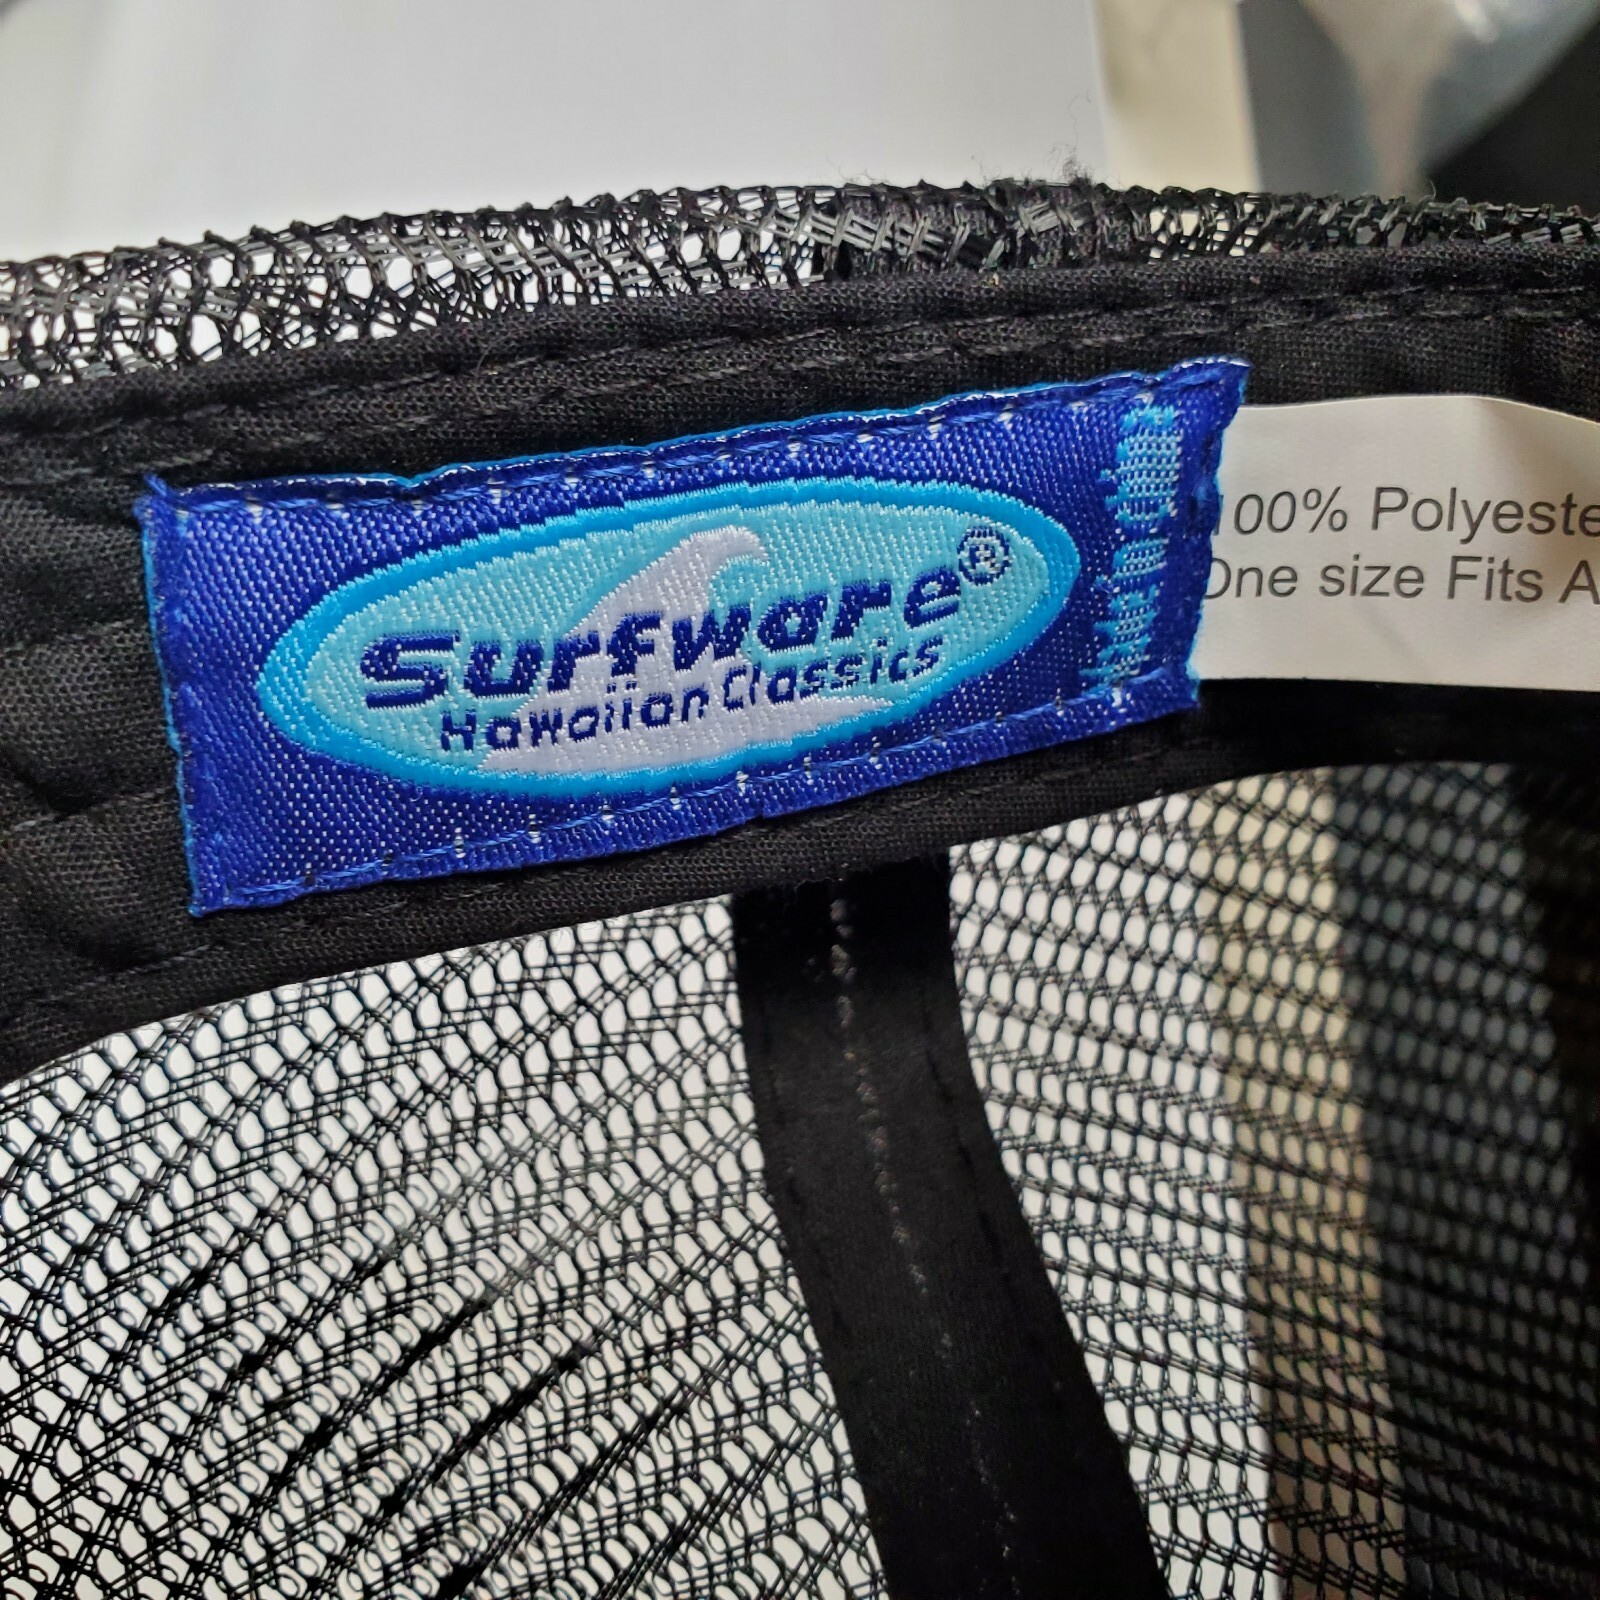 Surfware®
Hawaiian Classics
100% Polyeste
One size Fits A